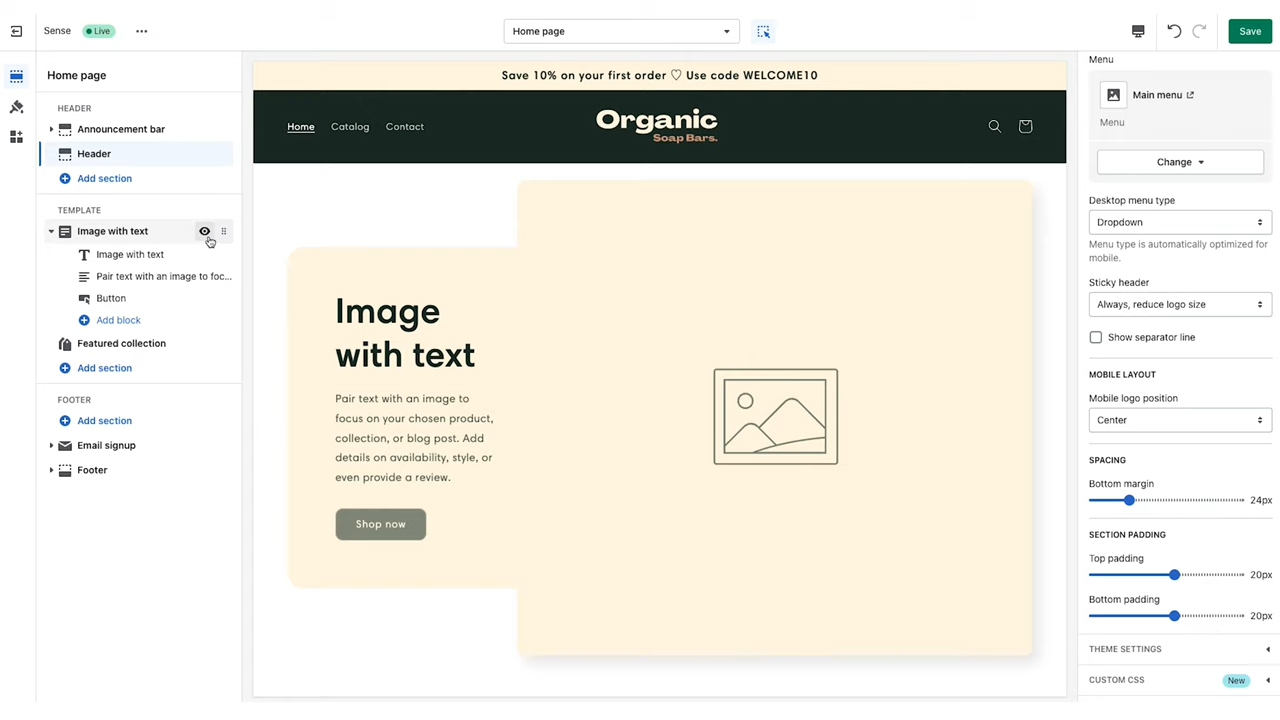 Sense Live ••• Home page Save
Home page
HEADER
Announcement bar
Header
Add section
TEMPLATE
Image with text
Image with text
Pair text with an image to foc...
Button
Add block
Featured collection
Add section
FOOTER
Add section
Email signup
Footer
Save 10% on your first order ♡ Use code WELCOME10
Home Catalog Contact
Organic
Soap Bars.
Image
with text
Pair text with an image to
focus on your chosen product,
collection, or blog post. Add
details on availability, style, or
even provide a review.
Shop now
Menu
Main menu
Menu
Change
Desktop menu type
Dropdown
Menu type is automatically optimized for
mobile.
Sticky header
Always, reduce logo size
Show separator line
MOBILE LAYOUT
Mobile logo position
Center
SPACING
Bottom margin
24px
SECTION PADDING
Top padding
20px
Bottom padding
20px
THEME SETTINGS
CUSTOM CSS New